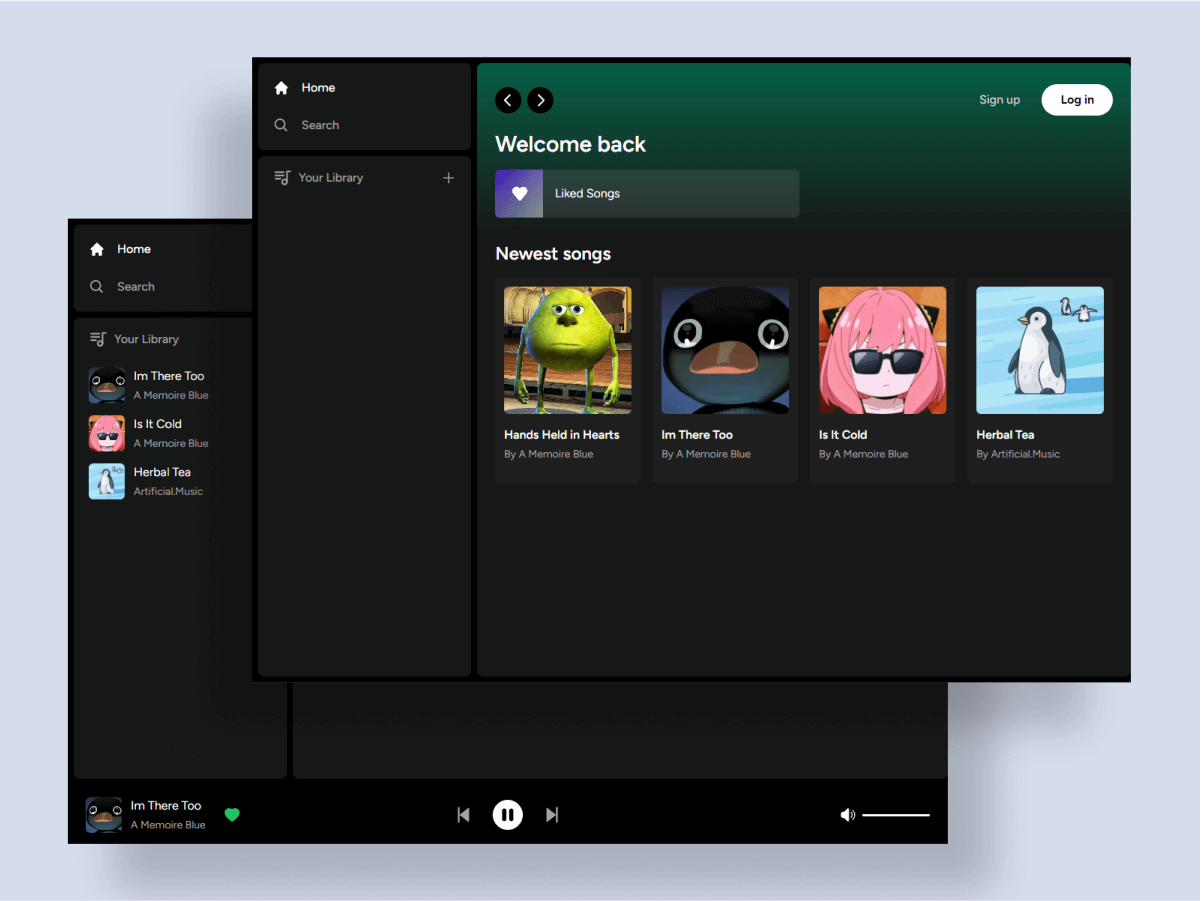 Home
Search
Your Library
Sign up
Log in
Welcome back
Liked Songs
Newest songs
Hands Held in Hearts
By A Memoire Blue
Im There Too
By A Memoire Blue
Is It Cold
By A Memoire Blue
Herbal Tea
By Artificial.Music
Home
Search
Your Library
Im There Too
A Memoire Blue
Is It Cold
A Memoire Blue
Herbal Tea
Artificial.Music
Im There Too
A Memoire Blue